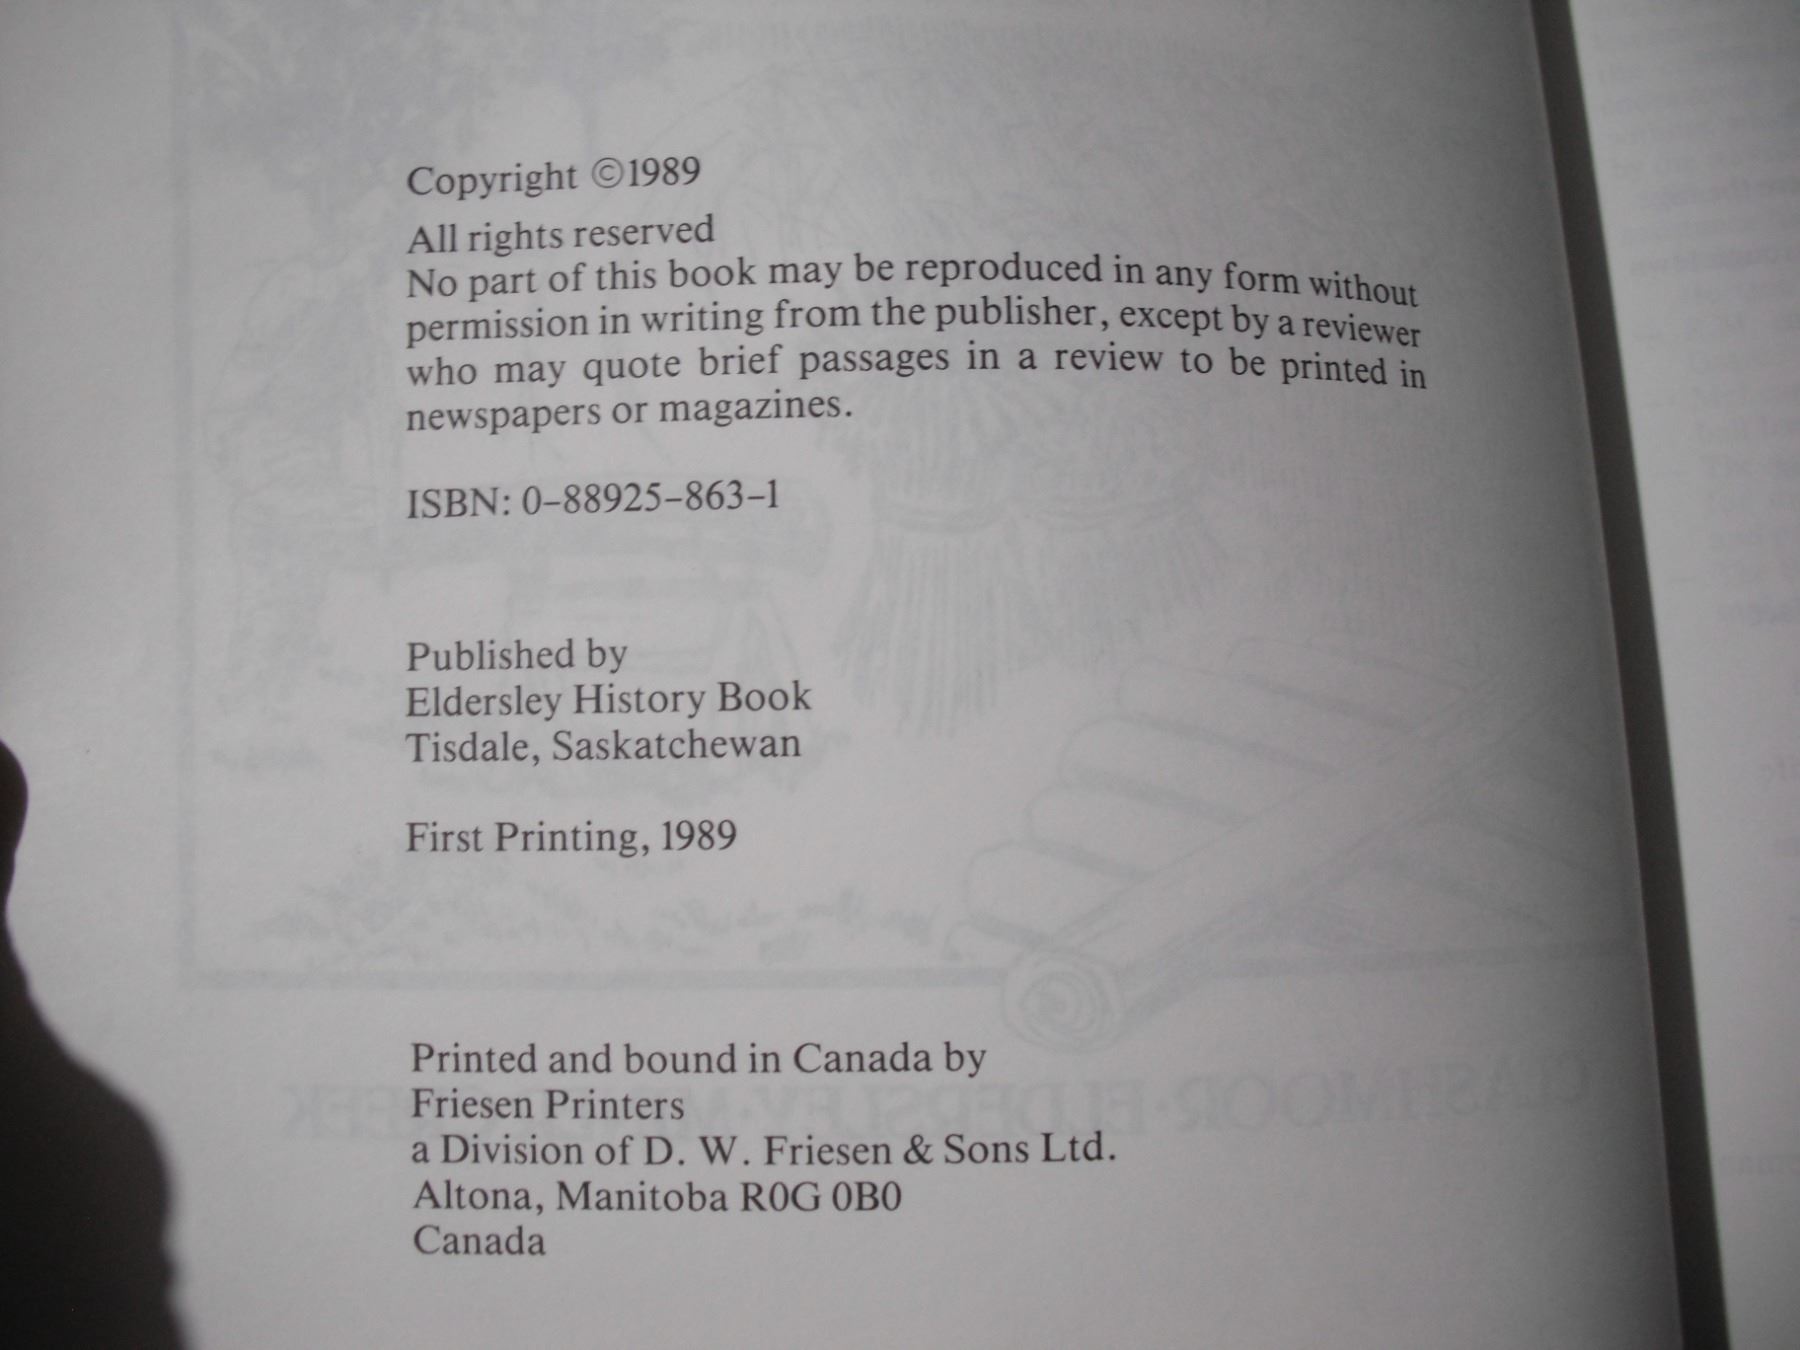 Copyright ©1989
All rights reserved
No part of this book may be reproduced in any form without
permission in writing from the publisher, except by a reviewer
who may quote brief passages in a review to be printed in
newspapers or magazines.
ISBN: 0-88925-863-1
Published by
Eldersley History Book
Tisdale, Saskatchewan
First Printing, 1989
Printed and bound in Canada by
Friesen Printers
a Division of D. W. Friesen & Sons Ltd.
Altona, Manitoba R0G 0B0
Canada